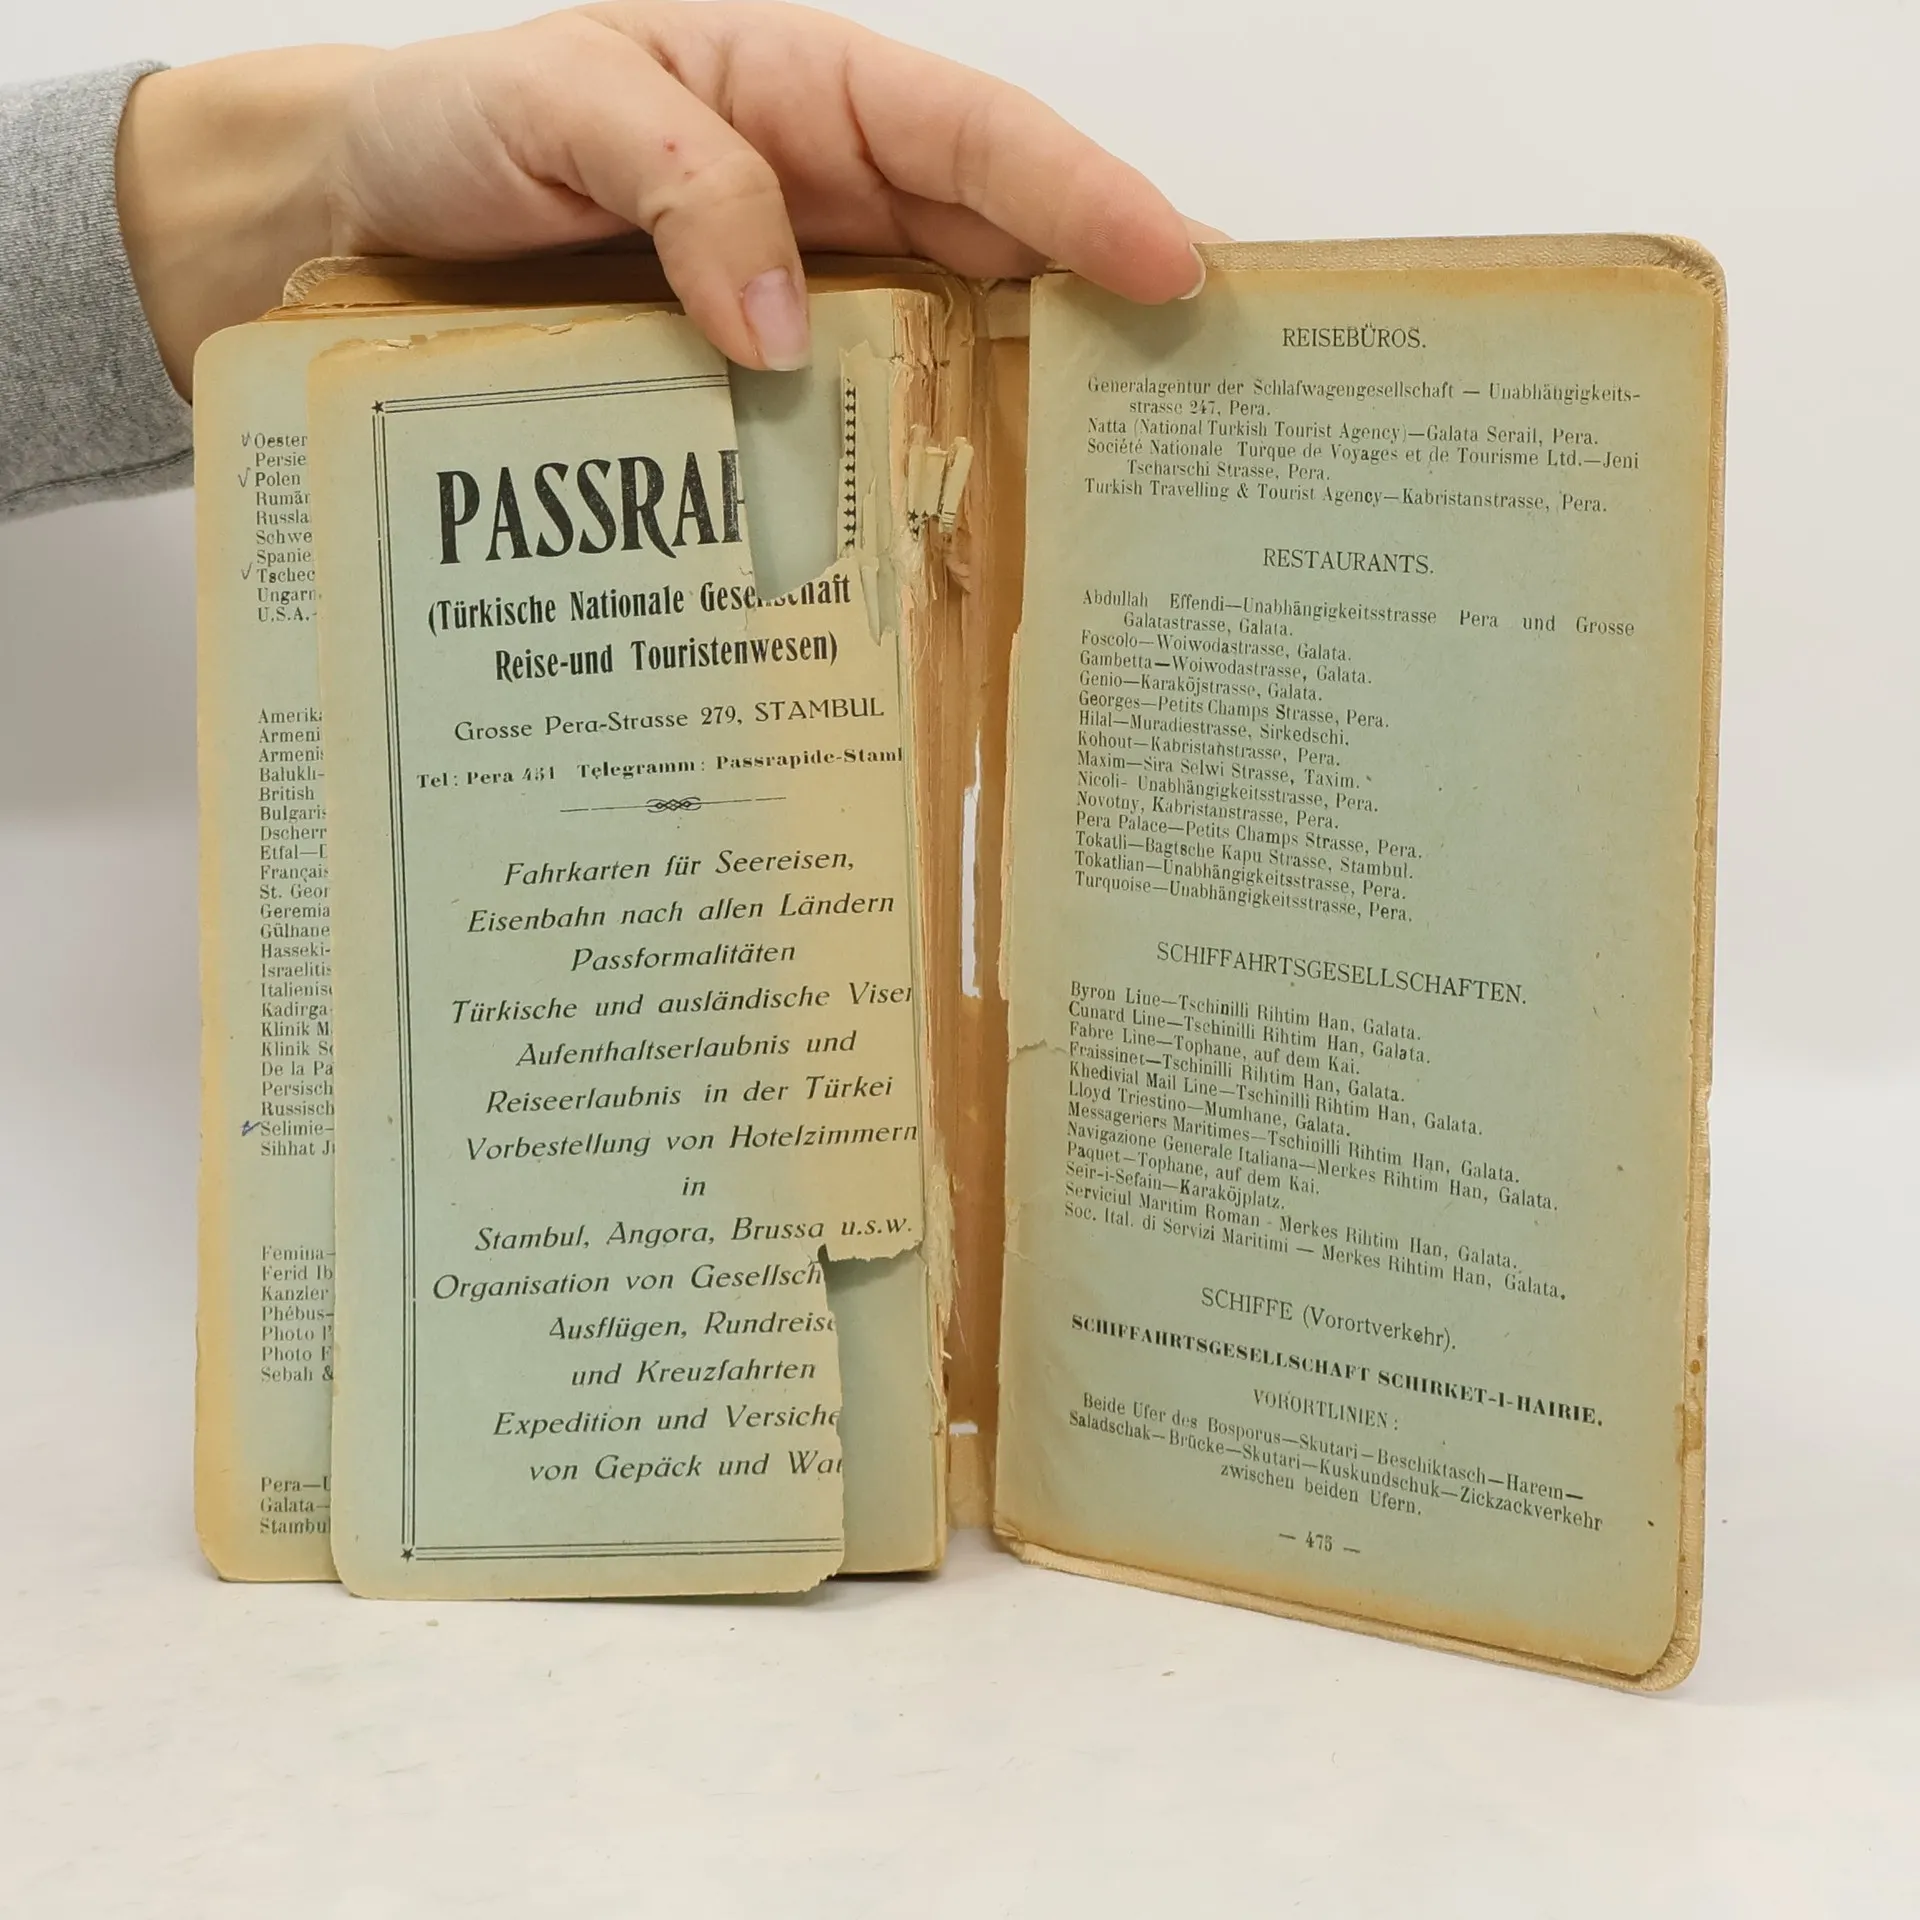 Oester
Persie
Polen
Rumän
Russla
Schwe
Spanie
Tschec
Ungarn
U.S.A.-
Amerika
Armeni
Armenis
Balukli-
British
Bulgaris
Dscherr
Etfal—
Français
St. Geor
Geremia
Gülhane
Hasseki-
Israelitis
Italienis
Kadirga
Klinik M
Klinik Se
De la Pa
Persisch
Russisch
Selimie—
Sihhat J
Femina—
Ferid Ib
Kanzler
Phébus—
Photo P
Photo F
Sebah &
Pera—
Galata—
Stambul
PASSRAP
(Türkische Nationale Gesellschaft
Reise-und Touristenwesen)
Grosse Pera-Strasse 279, STAMBUL
Tel: Pera 451 Telegramm: Passrapide-Stamb
Fahrkarten für Seereisen,
Eisenbahn nach allen Ländern
Passformalitäten
Türkische und ausländische Visen
Aufenthaltserlaubnis und
Reiseerlaubnis in der Türkei
Vorbestellung von Hotelzimmern
in
Stambul, Angora, Brussa u.s.w.
Organisation von Gesellsch
Ausflügen, Rundreise
und Kreuzfahrten
Expedition und Versiche
von Gepäck und War
REISEBÜROS.
Generalagentur der Schlafwagengesellschaft — Unabhängigkeits-
strasse 247, Pera.
Natta (National Turkish Tourist Agency)—Galata Serail, Pera.
Société Nationale Turque de Voyages et de Tourisme Ltd.—Jeni
Tscharschi Strasse, Pera.
Turkish Travelling & Tourist Agency—Kabristanstrasse, Pera.
RESTAURANTS.
Abdullah Effendi—Unabhängigkeitsstrasse Pera und Grosse
Galatastrasse, Galata.
Foscolo—Woiwodastrasse, Galata.
Gambetta—Woiwodastrasse, Galata.
Genio—Karaköjstrasse, Galata.
Georges—Petits Champs Strasse, Pera.
Hilal—Muradiestrasse, Sirkedschi.
Kohout—Kabristanstrasse, Pera.
Maxim—Sira Selwi Strasse, Taxim.
Nicoli- Unabhängigkeitsstrasse, Pera.
Novotny, Kabristanstrasse, Pera.
Pera Palace—Petits Champs Strasse, Pera.
Tokatli—Bagtsche Kapu Strasse, Stambul.
Tokatlian—Unabhängigkeitsstrasse, Pera.
Turquoise—Unabhängigkeitsstrasse, Pera.
SCHIFFAHRTSGESELLSCHAFTEN.
Byron Line—Tschinilli Rihtim Han, Galata.
Cunard Line—Tschinilli Rihtim Han, Galata.
Fabre Line—Tophane, auf dem Kai.
Fraissinet—Tschinilli Rihtim Han, Galata.
Khedivial Mail Line—Tschinilli Rihtim Han, Galata.
Lloyd Triestino—Mumhane, Galata.
Messageriers Maritimes—Tschinilli Rihtim Han, Galata.
Navigazione Generale Italiana—Merkes Rihtim Han, Galata.
Paquet—Tophane, auf dem Kai.
Seir-i-Sefain—Karaköjplatz.
Serviciul Maritim Roman - Merkes Rihtim Han, Galata.
Soc. Ital. di Servizi Maritimi — Merkes Rihtim Han, Galata.
SCHIFFE (Vorortverkehr).
SCHIFFAHRTSGESELLSCHAFT SCHIRKET-I-HAIRIE.
VORORTLINIEN :
Beide Ufer des Bosporus—Skutari—Beschiktasch—Harem—
Saladschak—Brücke—Skutari—Kuskundschuk—Zickzackverkehr
zwischen beiden Ufern.
— 475 —